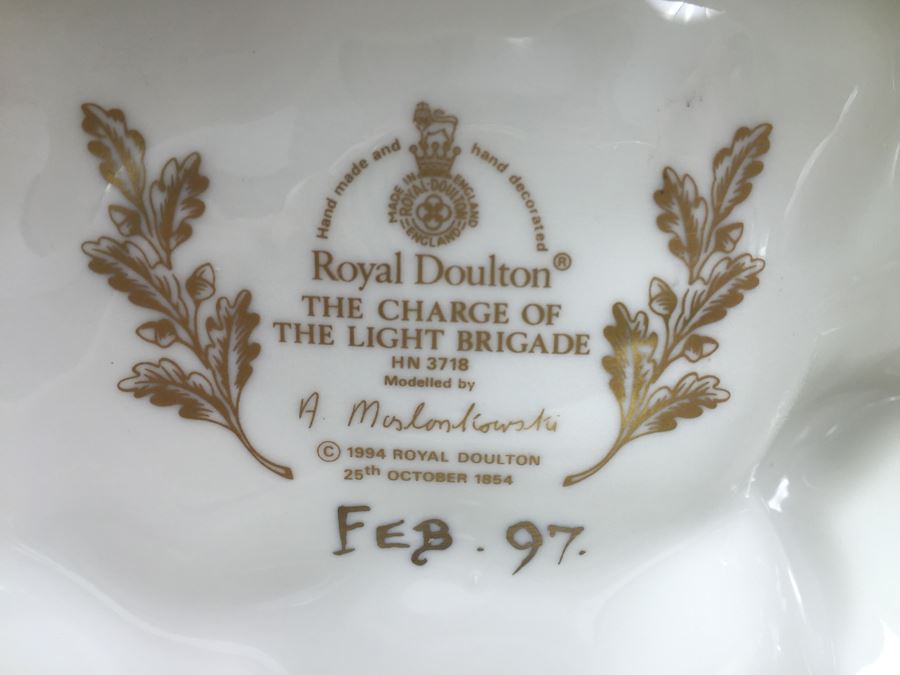 Hand made and hand decorated
MADE IN ENGLAND
ROYAL·DOULTON
ENGLAND
Royal Doulton®
THE CHARGE OF
THE LIGHT BRIGADE
HN 3718
Modelled by
A. Maslankowski
© 1994 ROYAL DOULTON
25th OCTOBER 1854
FEB. 97.